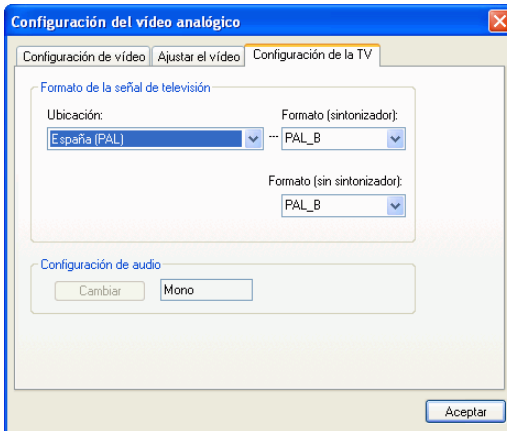 Configuración del vídeo analógico
Configuración de vídeo Ajustar el vídeo Configuración de la TV
Formato de la señal de televisión
Ubicación: Formato (sintonizador):
España (PAL) --- PAL_B
Formato (sin sintonizador):
PAL_B
Configuración de audio
Cambiar Mono
Aceptar